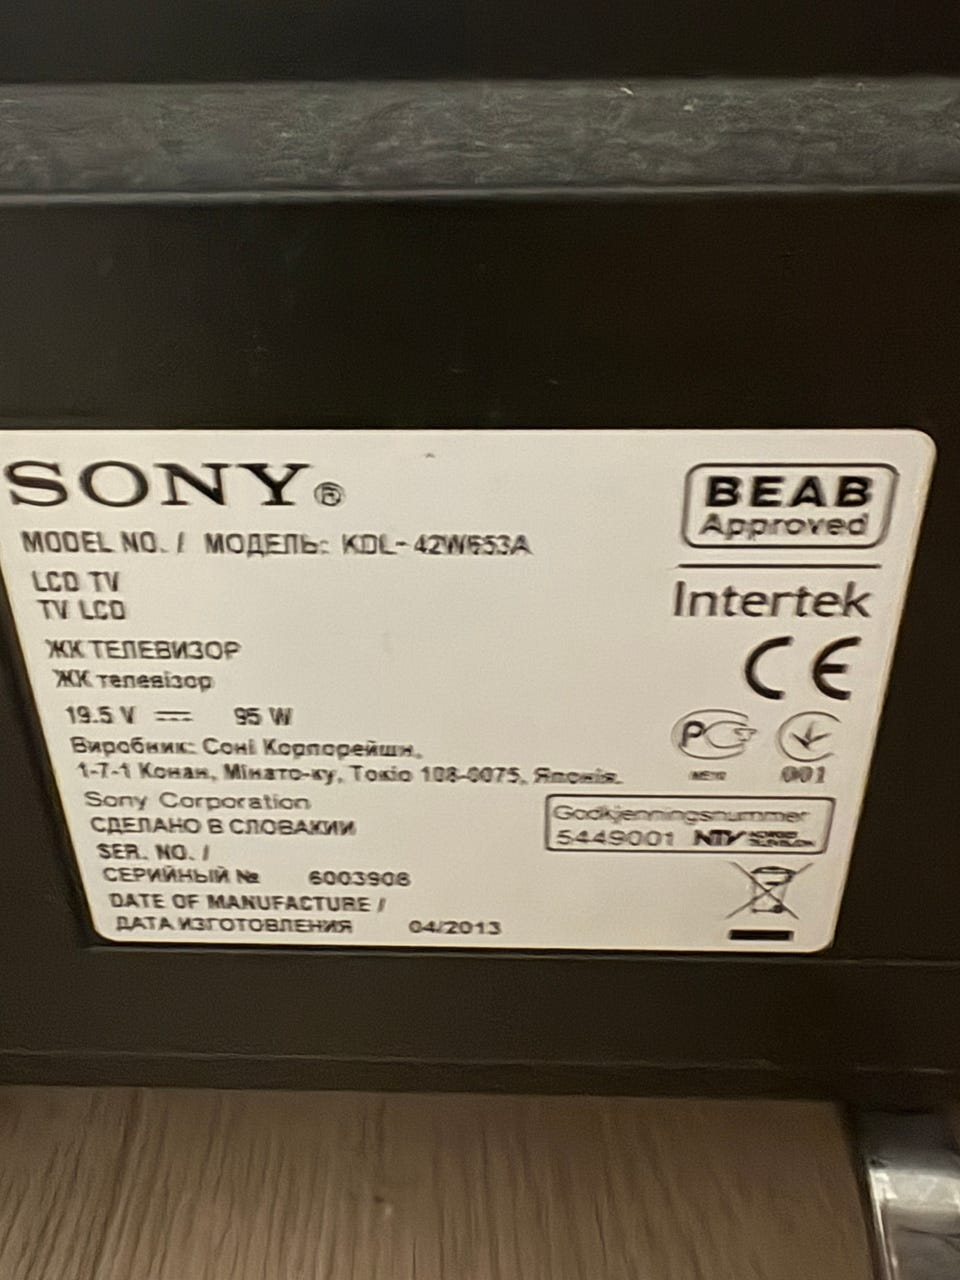 SONY®
MODEL NO. / МОДЕЛЬ: KDL-42W653A
LCD TV
TV LCD
ЖК ТЕЛЕВИЗОР
ЖК телевізор
19.5 V 95 W
Виробник: Соні Корпорейшн,
1-7-1 Конан, Мінато-ку, Токіо 108-0075, Японія.
Sony Corporation
СДЕЛАНО В СЛОВАКИИ
SER. NO. /
СЕРИЙНЫЙ № 6003908
DATE OF MANUFACTURE /
ДАТА ИЗГОТОВЛЕНИЯ 04/2013
BEAB
Approved
Intertek
CE
РСТ
001
Godkjenningsnummer
5449001 NTV